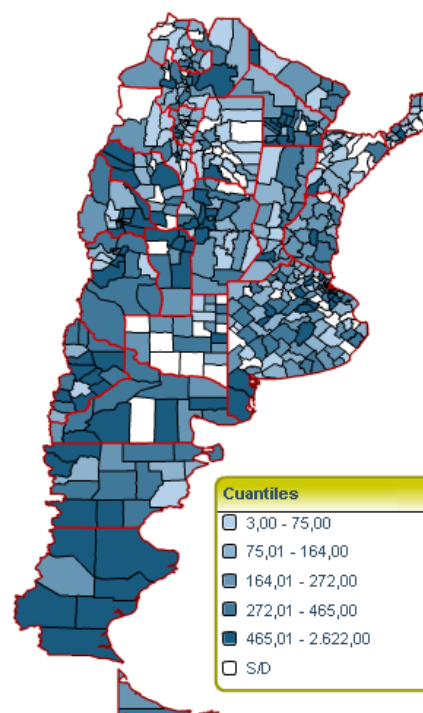 Cuantiles
3,00 - 75,00
75,01 - 164,00
164,01 - 272,00
272,01 - 465,00
465,01 - 2.622,00
S/D